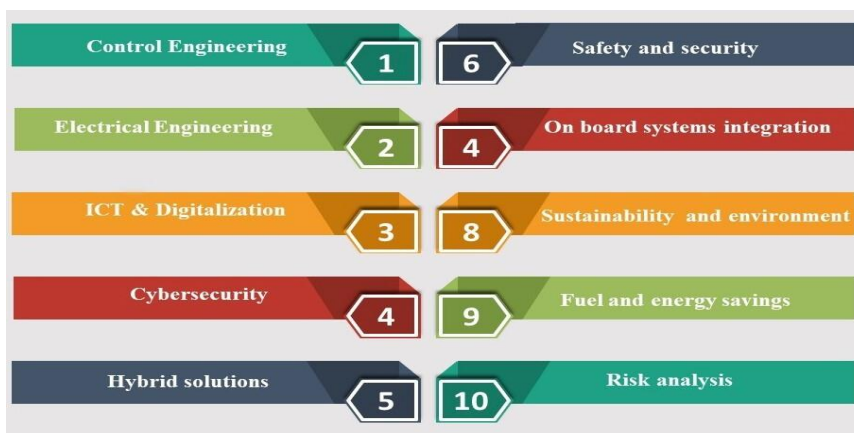 Control Engineering
1
Electrical Engineering
2
ICT & Digitalization
3
Cybersecurity
4
Hybrid solutions
5
6
Safety and security
4
On board systems integration
8
Sustainability and environment
9
Fuel and energy savings
10
Risk analysis